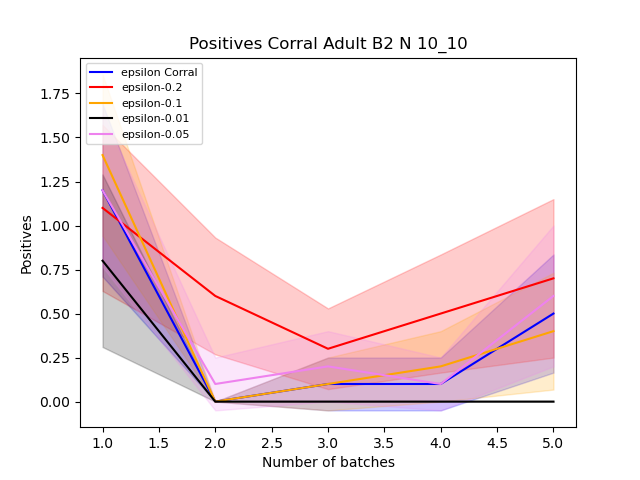 Positives Corral Adult B2 N 10_10
epsilon Corral
epsilon-0.2
epsilon-0.1
epsilon-0.01
epsilon-0.05
Positives
1.75
1.50
1.25
1.00
0.75
0.50
0.25
0.00
1.0 1.5 2.0 2.5 3.0 3.5 4.0 4.5 5.0
Number of batches